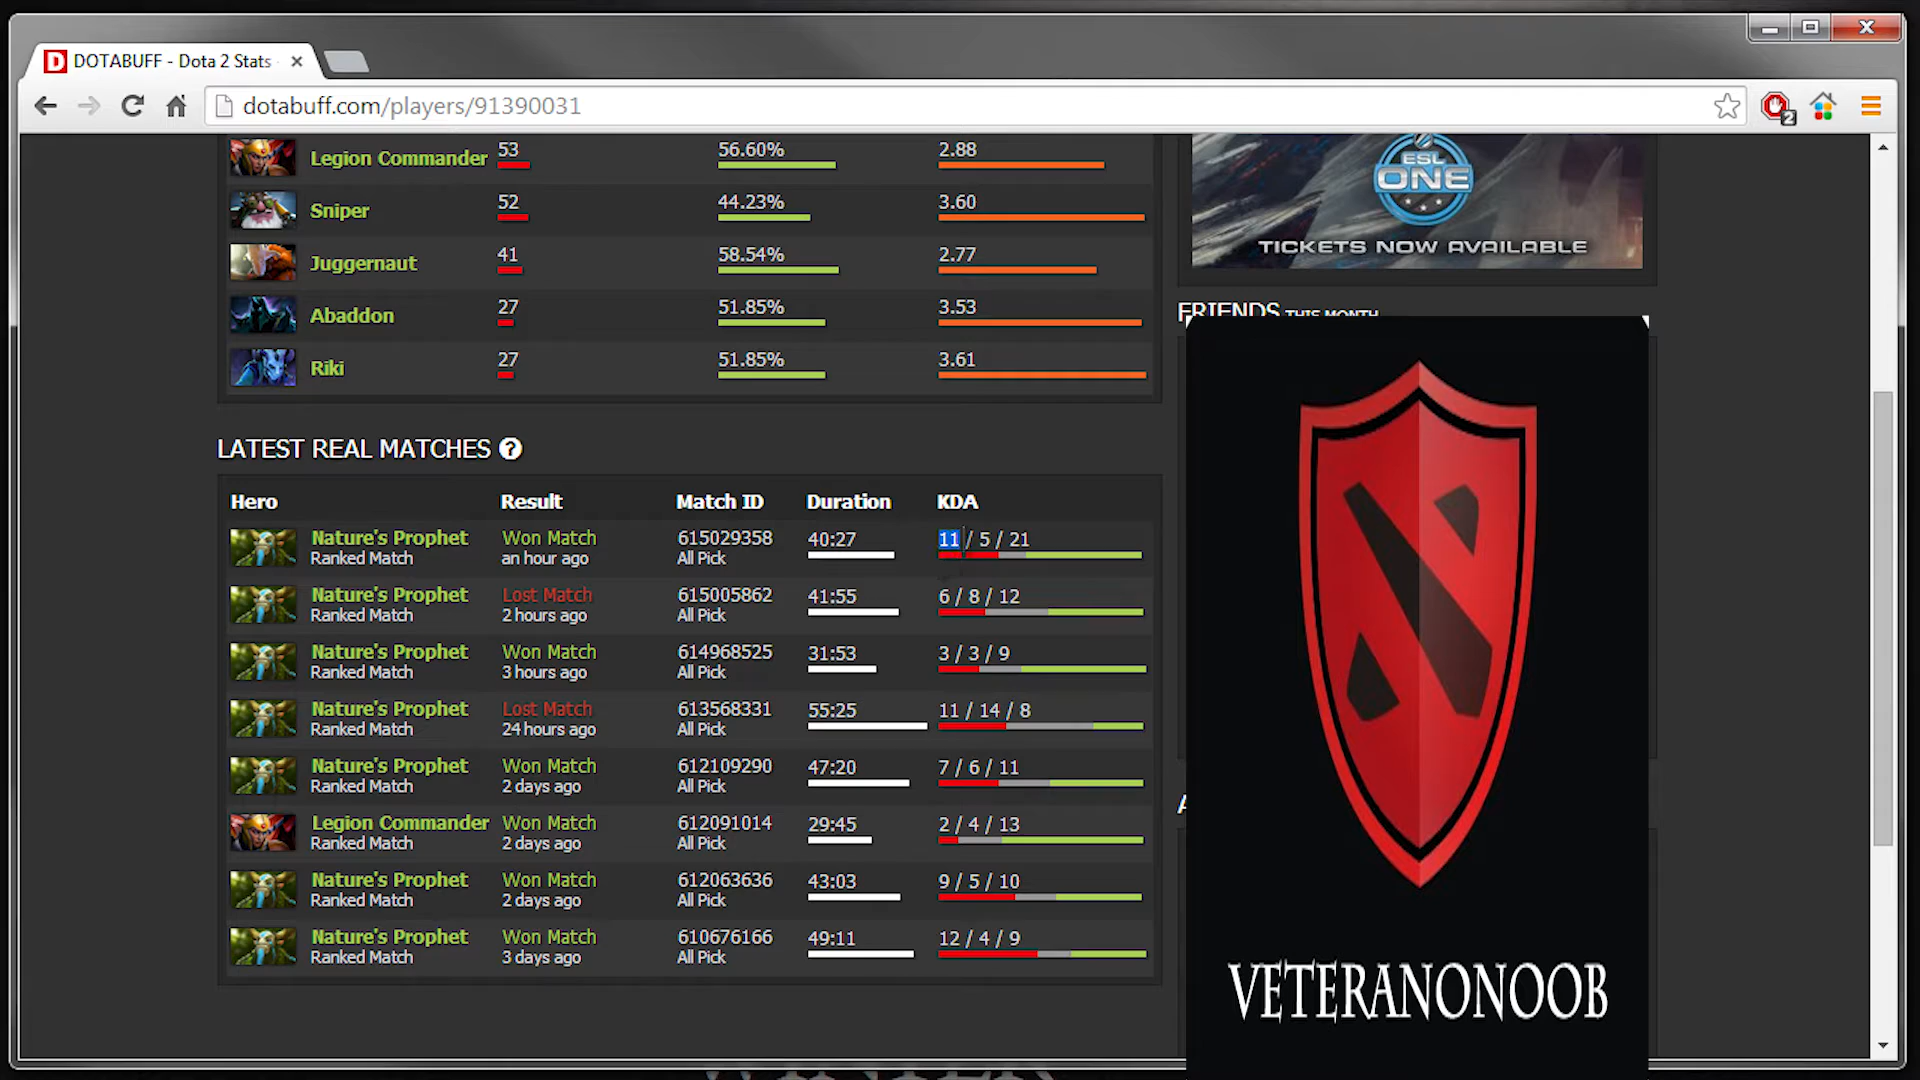 DOTABUFF - Dota 2 Stats
dotabuff.com/players/91390031
2
Legion Commander 53 56.60% 2.88
Sniper 52 44.23% 3.60
Juggernaut 41 58.54% 2.77
Abaddon 27 51.85% 3.53
Riki 27 51.85% 3.61
ESL
ONE
TICKETS NOW AVAILABLE
FRIENDS THIS MONTH
LATEST REAL MATCHES ?
Hero Result Match ID Duration KDA
Nature's Prophet Won Match 615029358 40:27 11 / 5 / 21
Ranked Match an hour ago All Pick
Nature's Prophet Lost Match 615005862 41:55 6 / 8 / 12
Ranked Match 2 hours ago All Pick
Nature's Prophet Won Match 614968525 31:53 3 / 3 / 9
Ranked Match 3 hours ago All Pick
Nature's Prophet Lost Match 613568331 55:25 11 / 14 / 8
Ranked Match 24 hours ago All Pick
Nature's Prophet Won Match 612109290 47:20 7 / 6 / 11
Ranked Match 2 days ago All Pick
Legion Commander Won Match 612091014 29:45 2 / 4 / 13
Ranked Match 2 days ago All Pick
Nature's Prophet Won Match 612063636 43:03 9 / 5 / 10
Ranked Match 2 days ago All Pick
Nature's Prophet Won Match 610676166 49:11 12 / 4 / 9
Ranked Match 3 days ago All Pick
VETERANONOOB